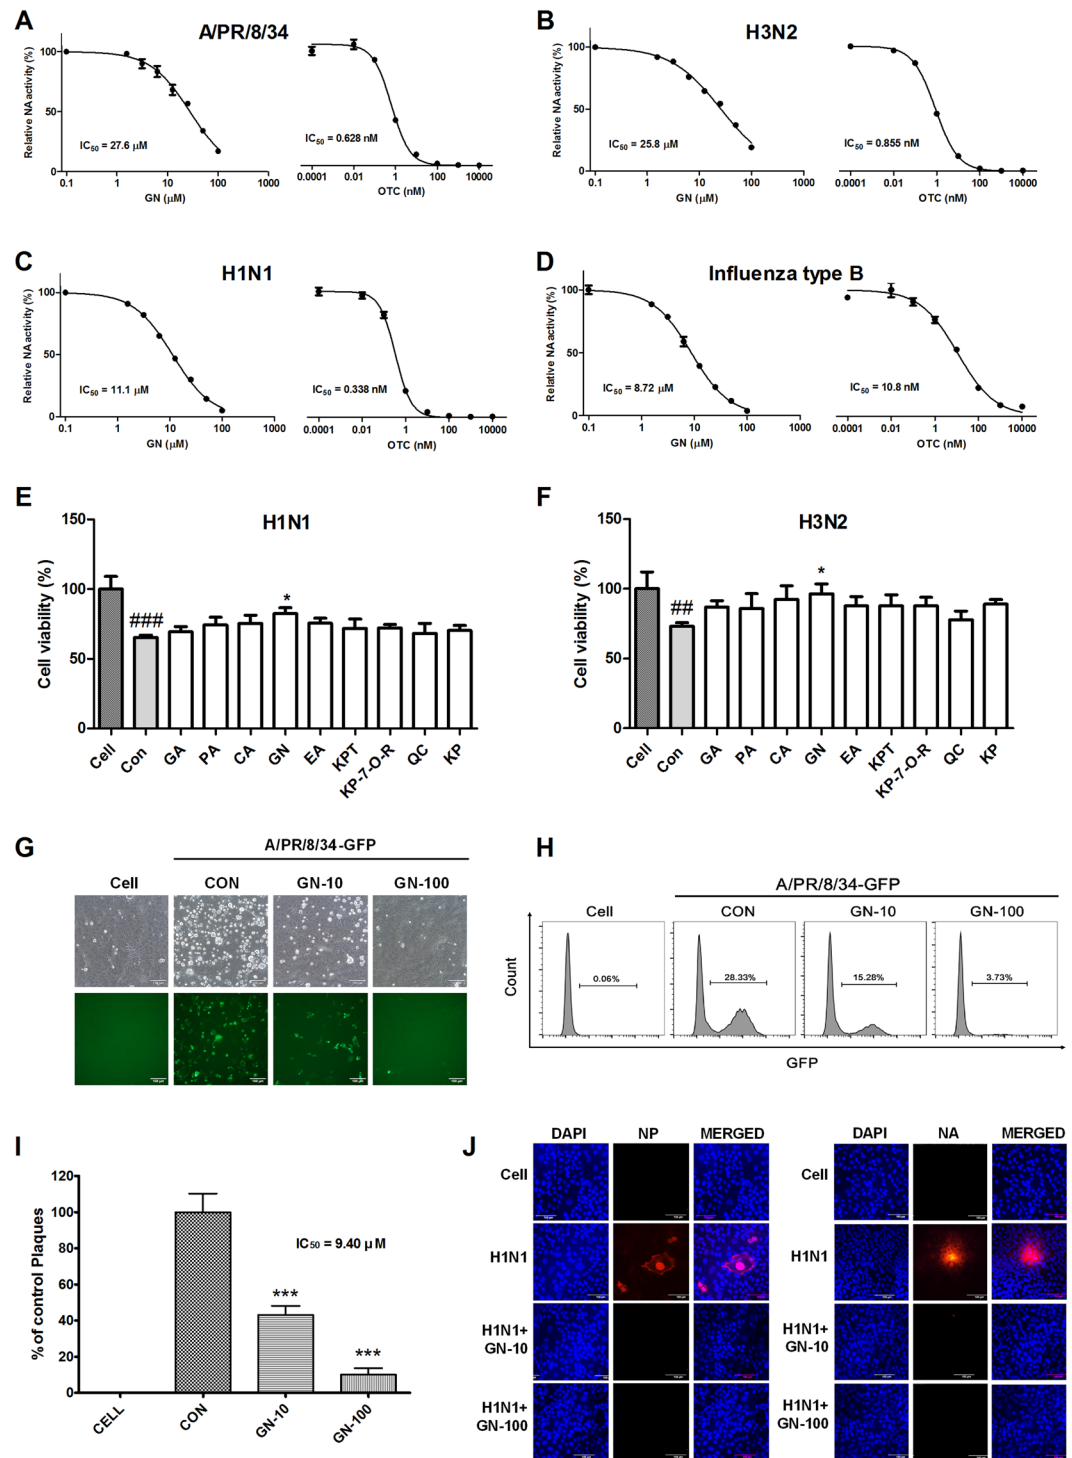 A
A/PR/8/34
Relative NA activity (%)
100
50
0
IC50 = 27.6 μM
0.1 1 10 100 1000
GN (μM)
IC50 = 0.628 nM
0.0001 0.01 1 100 10000
OTC (nM)
B
H3N2
Relative NA activity (%)
100
50
0
IC50 = 25.8 μM
0.1 1 10 100 1000
GN (μM)
IC50 = 0.855 nM
0.0001 0.01 1 100 10000
OTC (nM)
C
H1N1
Relative NA activity (%)
100
50
0
IC50 = 11.1 μM
0.1 1 10 100 1000
GN (μM)
IC50 = 0.338 nM
0.0001 0.01 1 100 10000
OTC (nM)
D
Influenza type B
Relative NA activity (%)
100
50
0
IC50 = 8.72 μM
0.1 1 10 100 1000
GN (μM)
IC50 = 10.8 nM
0.0001 0.01 1 100 10000
OTC (nM)
E
H1N1
Cell viability (%)
150
100
50
0
###
*
Cell Con GA PA CA GN EA KPT KP-7-O-R QC KP
F
H3N2
Cell viability (%)
150
100
50
0
##
*
Cell Con GA PA CA GN EA KPT KP-7-O-R QC KP
G
A/PR/8/34-GFP
Cell CON GN-10 GN-100
H
A/PR/8/34-GFP
Cell CON GN-10 GN-100
Count
0.06% 28.33% 15.28% 3.73%
GFP
I
% of control Plaques
120
100
80
60
40
20
0
IC50 = 9.40 μM
***
***
CELL CON GN-10 GN-100
J
DAPI NP MERGED
Cell
H1N1
H1N1+
GN-10
H1N1+
GN-100
DAPI NA MERGED
Cell
H1N1
H1N1+
GN-10
H1N1+
GN-100